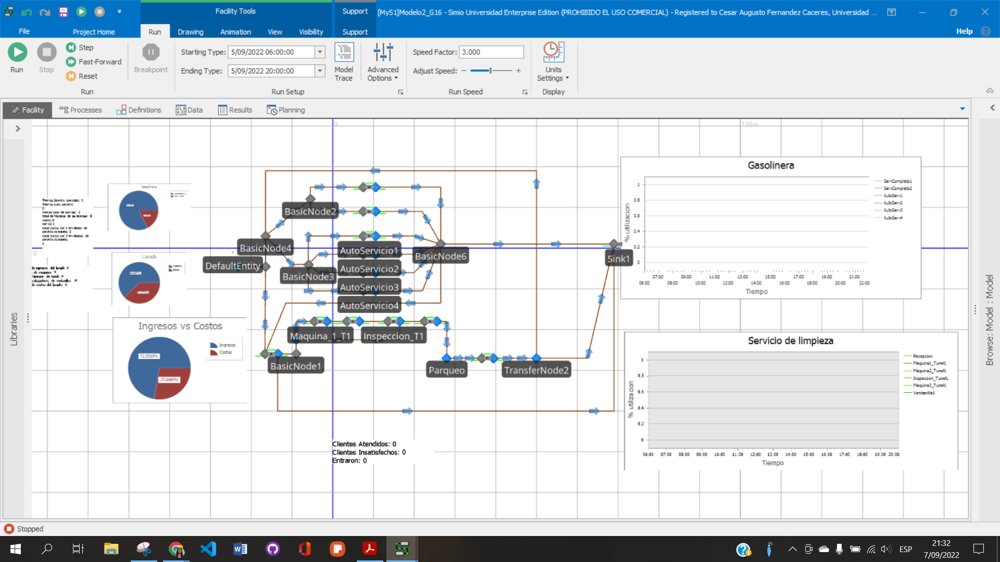 Facility Tools
Support
[MyS1]Modelo2_G16 - Simio Universidad Enterprise Edition (PROHIBIDO EL USO COMERCIAL) - Registered to Cesar Augusto Fernandez Caceres, Universidad ...
File
Project Home
Run
Drawing
Animation
View
Visibility
Support
Help
Run
Stop
Step
Fast-Forward
Reset
Breakpoint
Starting Type: 5/09/2022 06:00:00
Ending Type: 5/09/2022 20:00:00
Model Trace
Advanced Options
Speed Factor: 3.000
Adjust Speed:
Units Settings
Run
Run Setup
Run Speed
Display
Facility
Processes
Definitions
Data
Results
Planning
Libraries
Browse: Model : Model
0
100m
0
Gasolinera
Lavado
Ingresos vs Costos
72.3520%
27.6480%
Ingresos
Costos
BasicNode2
BasicNode4
DefaultEntity
BasicNode3
AutoServicio1
AutoServicio2
AutoServicio3
AutoServicio4
BasicNode6
Sink1
Maquina_1_T1
Inspeccion_T1
BasicNode1
Parqueo
TransferNode2
Clientes Atendidos: 0
Clientes Insatisfechos: 0
Entraron: 0
Gasolinera
% utilizacion
1
0.8
0.6
0.4
0.2
0
07:00 09:00 11:00 13:00 15:00 17:00 19:00 21:00
06:00 08:00 10:00 12:00 14:00 16:00 18:00 20:00 22:00
Tiempo
ServCompleto1
ServCompleto2
AutoServ1
AutoServ2
AutoServ3
AutoServ4
Servicio de limpieza
% utilizacion
1
0.8
0.6
0.4
0.2
0
06:00 07:00 08:00 09:00 10:00 11:00 12:00 13:00 14:00 15:00 16:00 17:00 18:00 19:00 20:00
Tiempo
Recepcion
Maquina1_Tunel1
Maquina2_Tunel1
Inspeccion_Tunel1
Maquina3_Tunel1
Ventanilla1
Stopped
ESP
21:32
7/09/2022